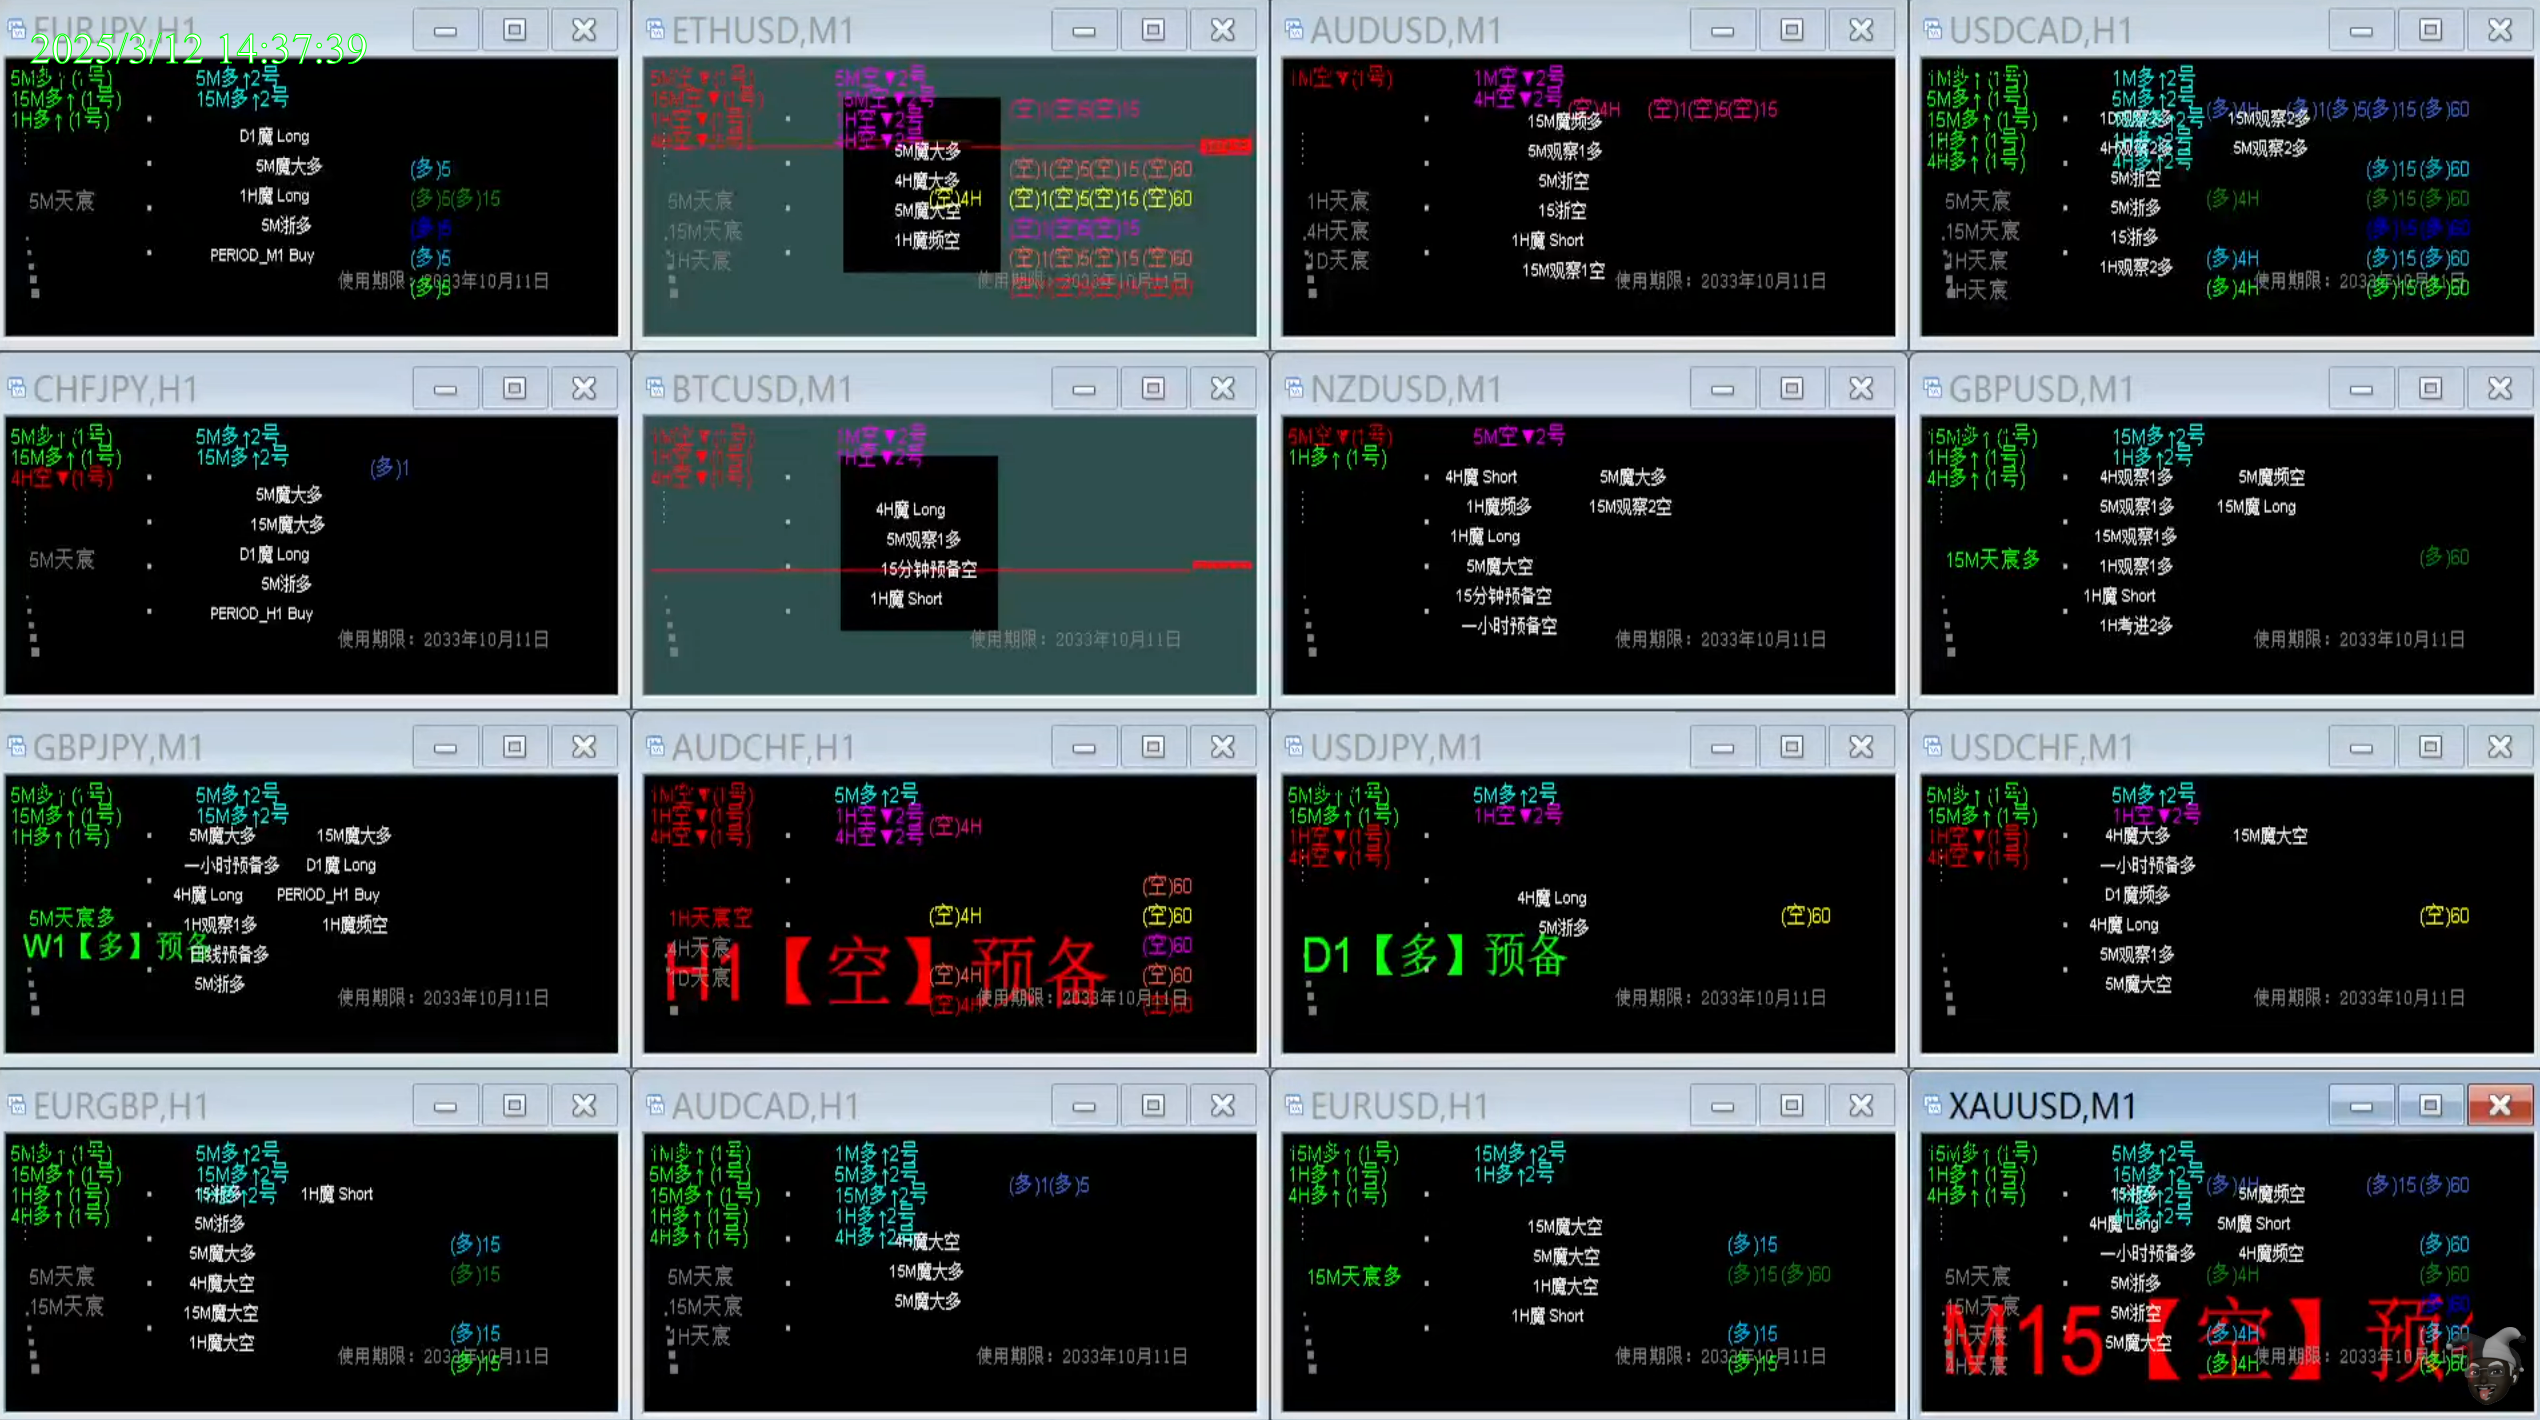 EURJPY,H1
2025/3/12 14:37:39
5M多↑(1号) 5M多↑2号
15M多↑(1号) 15M多↑2号
1H多↑(1号)
D1魔 Long
5M魔大多 (多)5
5M天宸 1H魔 Long (多)5(多)15
5M浙多 (多)5
PERIOD_M1 Buy (多)5
使用期限：2033年10月11日
(多)5
ETHUSD,M1
5M空▼(1号) 5M空▼2号
15M空▼(1号) 15M空▼2号
(空)1(空)5(空)15
1H空▼(1号) 1H空▼2号
4H空▼(1号) 4H空▼2号
5M魔大多
4H魔大多 (空)1(空)5(空)15(空)60
5M天宸 (空)4H (空)1(空)5(空)15(空)60
5M魔大空
15M天宸 1H魔频空 (空)1(空)5(空)15
1H天宸 (空)1(空)5(空)15(空)60
使用期限：2033年10月11日
AUDUSD,M1
1M空▼(1号) 1M空▼2号
4H空▼2号
(空)4H (空)1(空)5(空)15
15M魔频多
5M观察1多
5M浙空
1H天宸 15浙空
4H天宸 1H魔 Short
1D天宸 15M观察1空
使用期限：2033年10月11日
USDCAD,H1
1M多↑(1号) 1M多↑2号
5M多↑(1号) 5M多↑2号
(多)4H (多)1(多)5(多)15(多)60
15M多↑(1号) 1D观察2多 15M观察2多
1H多↑(1号)
4H多↑(1号) 4H多↑2号
4H观察2多 5M观察2多
5M浙空 (多)15(多)60
5M天宸 5M浙多 (多)4H (多)15(多)60
15M天宸 15浙多 (多)15(多)60
1H天宸 1H观察2多 (多)4H (多)15(多)60
4H天宸 (多)4H (多)15(多)60
使用期限：2033年10月11日
CHFJPY,H1
5M多↑(1号) 5M多↑2号
15M多↑(1号) 15M多↑2号
4H空▼(1号) (多)1
5M魔大多
15M魔大多
5M天宸 D1魔 Long
5M浙多
PERIOD_H1 Buy
使用期限：2033年10月11日
BTCUSD,M1
1M空▼(1号) 1M空▼2号
1H空▼(1号) 1H空▼2号
4H空▼(1号)
4H魔 Long
5M观察1多
15分钟预备空
1H魔 Short
使用期限：2033年10月11日
NZDUSD,M1
5M空▼(1号) 5M空▼2号
1H多↑(1号)
4H魔 Short 5M魔大多
1H魔频多 15M观察2空
1H魔 Long
5M魔大空
15分钟预备空
一小时预备空
使用期限：2033年10月11日
GBPUSD,M1
15M多↑(1号) 15M多↑2号
1H多↑(1号) 1H多↑2号
4H多↑(1号) 4H观察1多 5M魔频空
5M观察1多 15M魔 Long
15M观察1多
15M天宸多 1H观察1多 (多)60
1H魔 Short
1H考进2多
使用期限：2033年10月11日
GBPJPY,M1
5M多↑(1号) 5M多↑2号
15M多↑(1号) 15M多↑2号
1H多↑(1号) 5M魔大多 15M魔大多
一小时预备多 D1魔 Long
4H魔 Long PERIOD_H1 Buy
5M天宸多 1H观察1多 1H魔频空
W1【多】预备
日线预备多
5M浙多
使用期限：2033年10月11日
AUDCHF,H1
1M空▼(1号) 5M多↑2号
1H空▼(1号) 1H空▼2号
4H空▼(1号) 4H空▼2号 (空)4H
(空)60
1H天宸空 (空)4H (空)60
4H天宸 (空)60
H1【空】预备
1D天宸 (空)4H (空)60
(空)4H (空)60
使用期限：2033年10月11日
USDJPY,M1
5M多↑(1号) 5M多↑2号
15M多↑(1号) 1H空▼2号
1H空▼(1号)
4H空▼(1号)
4H魔 Long
5M浙多 (空)60
D1【多】预备
使用期限：2033年10月11日
USDCHF,M1
5M多↑(1号) 5M多↑2号
15M多↑(1号) 1H空▼2号
1H空▼(1号) 4H魔大多 15M魔大空
4H空▼(1号) 一小时预备多
D1魔频多
4H魔 Long (空)60
5M观察1多
5M魔大空
使用期限：2033年10月11日
EURGBP,H1
5M多↑(1号) 5M多↑2号
15M多↑(1号) 15M多↑2号
1H多↑(1号) 15浙多 1H魔 Short
4H多↑(1号) 5M浙多
5M魔大多 (多)15
5M天宸 4H魔大空 (多)15
15M天宸 15M魔大空
1H魔大空 (多)15
使用期限：2033年10月11日
(多)15
AUDCAD,H1
1M多↑(1号) 1M多↑2号
5M多↑(1号) 5M多↑2号
(多)1(多)5
15M多↑(1号) 15M多↑2号
1H多↑(1号) 1H多↑2号
4H多↑(1号) 4H多↑2号
4H魔大空
5M天宸 15M魔大多
15M天宸 5M魔大多
1H天宸
使用期限：2033年10月11日
EURUSD,H1
15M多↑(1号) 15M多↑2号
1H多↑(1号) 1H多↑2号
4H多↑(1号)
15M魔大空
5M魔大空 (多)15
15M天宸多 1H魔大空 (多)15(多)60
1H魔 Short
(多)15
使用期限：2033年10月11日
(多)15
XAUUSD,M1
15M多↑(1号) 5M多↑2号
1H多↑(1号) 15M多↑2号
(多)4H (多)15(多)60
4H多↑(1号) 15浙多 5M魔频空
4H多↑2号
4H魔 Long 5M魔 Short
一小时预备多 4H魔频空 (多)60
5M天宸 5M浙多 (多)4H (多)60
15M天宸 5M浙空 (多)60
M15【空】预
1H天宸 5M魔大空 (多)4H (多)60
4H天宸 (多)4H (多)60
使用期限：2033年10月11日